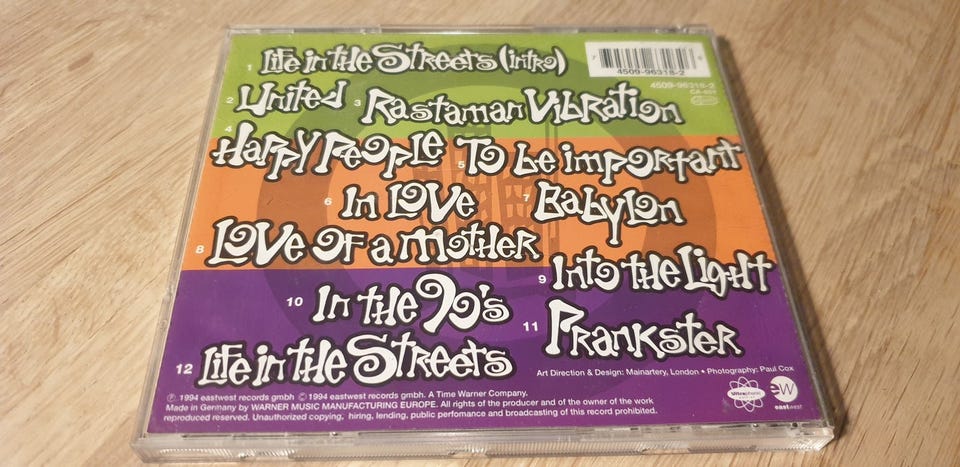 1 Life in the Streets (intro)
4509-96318-2
4509-96318-2
2 United 3 Rastaman Vibration
4 Happy People 5 To be important
6 In Love 7 Babylon
8 Love of a Mother
9 Into the Light
10 In the 90's
11 Prankster
12 Life in the Streets
Art Direction & Design: Mainartery, London • Photography: Paul Cox
℗ 1994 eastwest records gmbh © 1994 eastwest records gmbh. A Time Warner Company.
Made in Germany by WARNER MUSIC MANUFACTURING EUROPE. All rights of the producer and of the owner of the work
reproduced reserved. Unauthorized copying, hiring, lending, public perfomance and broadcasting of this record prohibited.
ew
eastwest